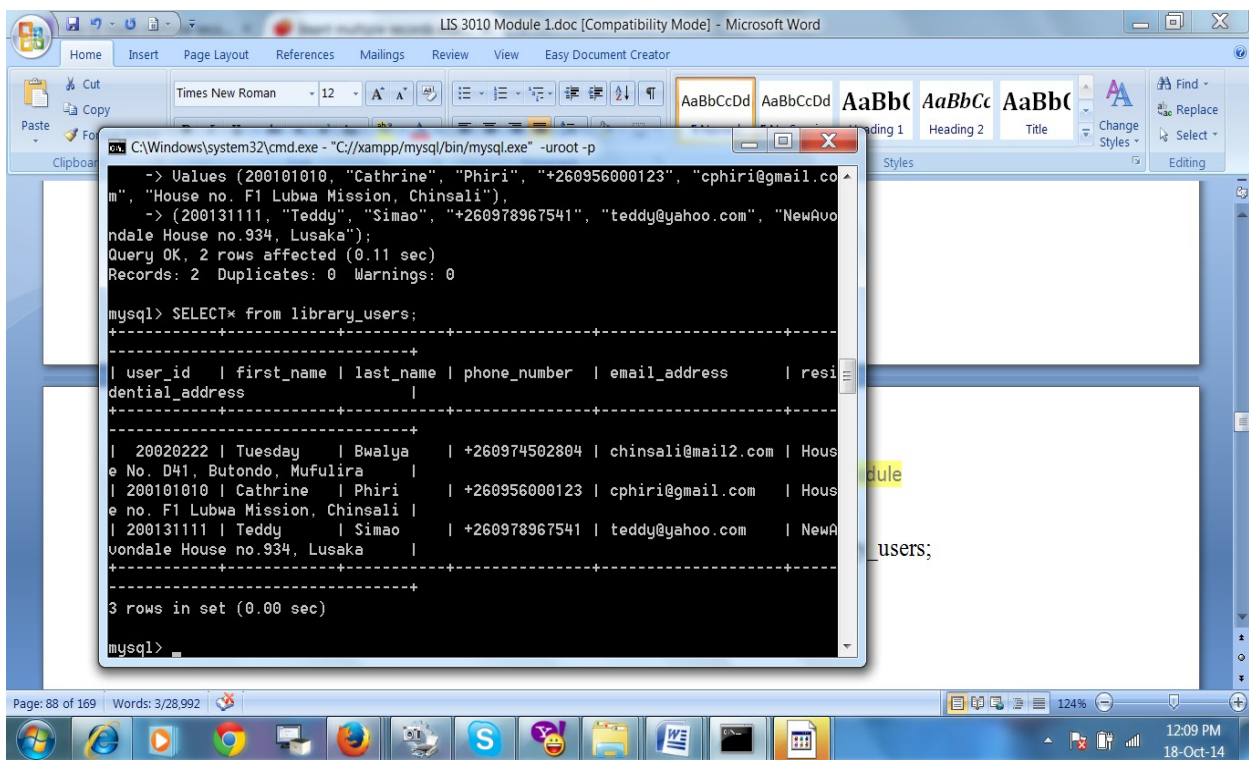 LIS 3010 Module 1.doc [Compatibility Mode] - Microsoft Word
Home Insert Page Layout References Mailings Review View Easy Document Creator
Cut
Copy
Paste
Clipboar
Times New Roman 12
AaBbCcDd AaBbCcDd AaBb( AaBbCc AaBb(
ading 1 Heading 2 Title
Change Styles
Styles
Find
Replace
Select
Editing
C:\Windows\system32\cmd.exe - "C://xampp/mysql/bin/mysql.exe" -uroot -p
-> Values (200101010, "Cathrine", "Phiri", "+260956000123", "cphiri@gmail.co
m", "House no. F1 Lubwa Mission, Chinsali"),
-> (200131111, "Teddy", "Simao", "+260978967541", "teddy@yahoo.com", "NewAvo
ndale House no.934, Lusaka");
Query OK, 2 rows affected (0.11 sec)
Records: 2 Duplicates: 0 Warnings: 0
mysql> SELECT* from library_users;
+-----------+------------+-----------+---------------+-------------------+-----
---------------------------------+
| user_id | first_name | last_name | phone_number | email_address | resi
dential_address |
+-----------+------------+-----------+---------------+-------------------+-----
---------------------------------+
| 20020222 | Tuesday | Bwalya | +260974502804 | chinsali@mail2.com | Hous
e No. D41, Butondo, Mufulira |
| 200101010 | Cathrine | Phiri | +260956000123 | cphiri@gmail.com | Hous
e no. F1 Lubwa Mission, Chinsali |
| 200131111 | Teddy | Simao | +260978967541 | teddy@yahoo.com | NewA
vondale House no.934, Lusaka |
+-----------+------------+-----------+---------------+-------------------+-----
---------------------------------+
3 rows in set (0.00 sec)
mysql> _
dule
_users;
Page: 88 of 169 Words: 3/28,992
124%
12:09 PM
18-Oct-14